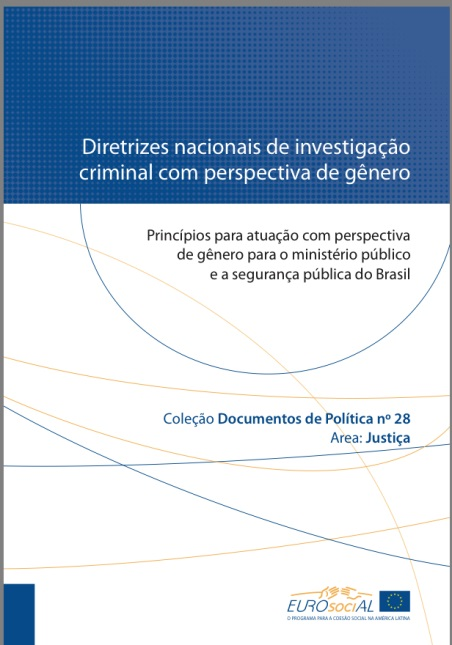 Diretrizes nacionais de investigação
criminal com perspectiva de gênero
Princípios para atuação com perspectiva
de gênero para o ministério público
e a segurança pública do Brasil
Coleção Documentos de Política nº 28
Area: Justiça
EUROsociAL
O PROGRAMA PARA A COESÃO SOCIAL NA AMÉRICA LATINA